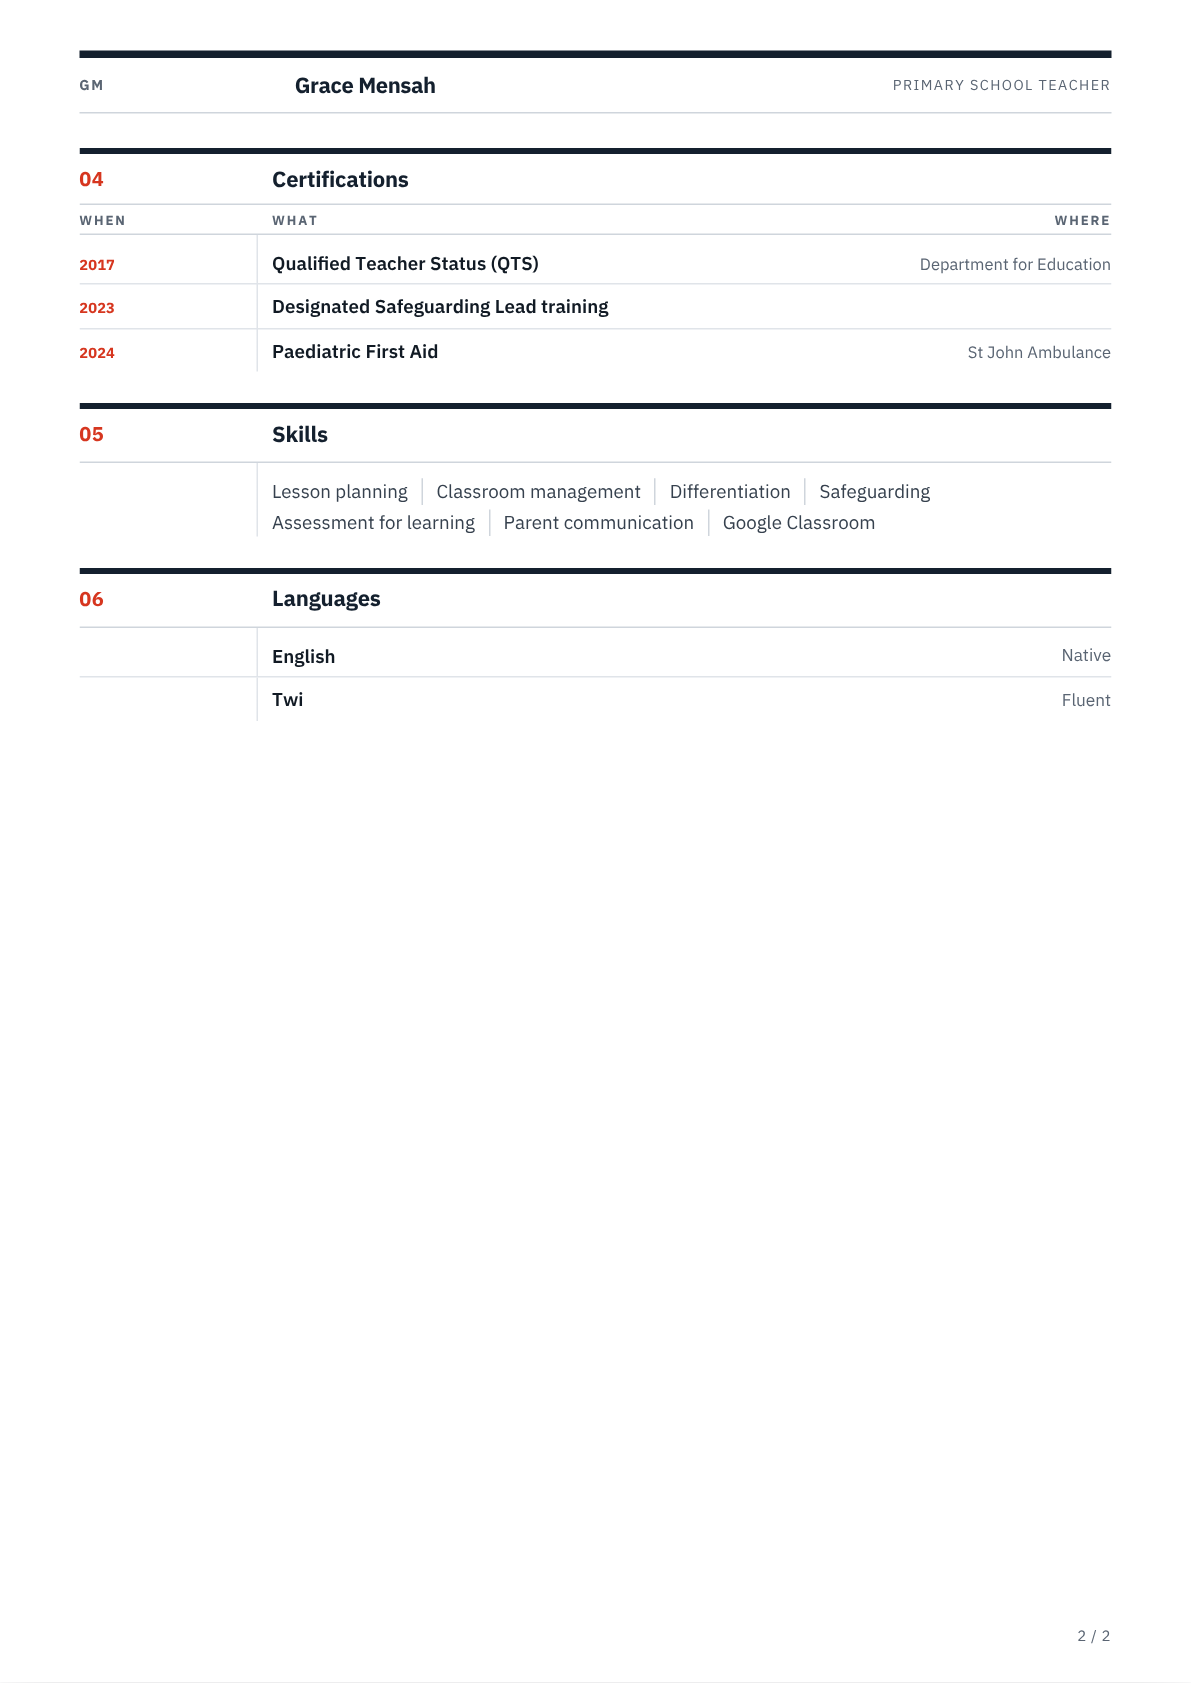 GM Grace Mensah PRIMARY SCHOOL TEACHER
04 Certifications
WHEN WHAT WHERE
2017 Qualified Teacher Status (QTS) Department for Education
2023 Designated Safeguarding Lead training
2024 Paediatric First Aid St John Ambulance
05 Skills
Lesson planning Classroom management Differentiation Safeguarding
Assessment for learning Parent communication Google Classroom
06 Languages
English Native
Twi Fluent
2 / 2